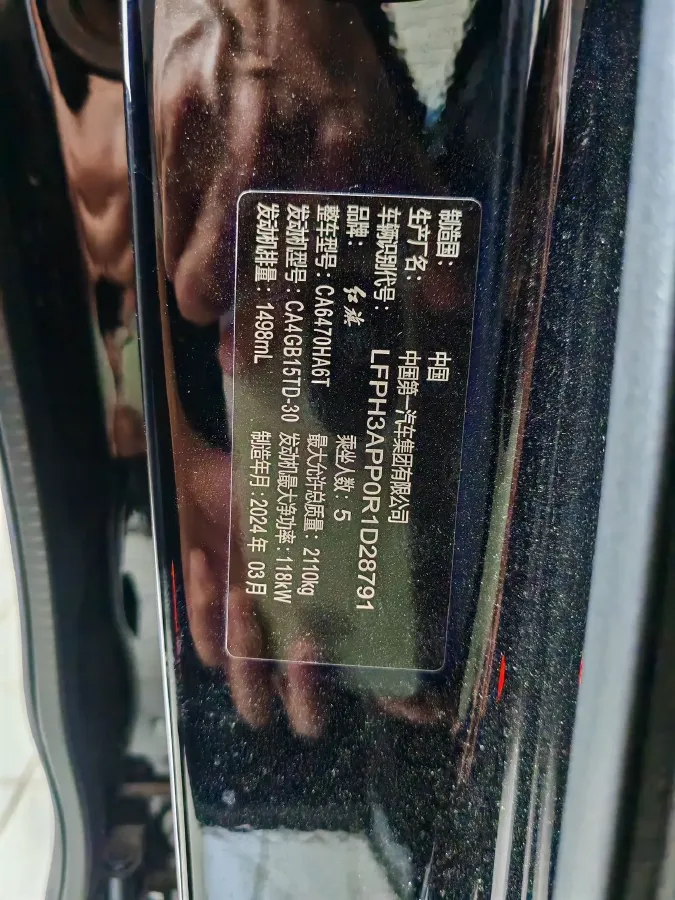 制造国： 中国
生产厂名： 中国第一汽车集团有限公司
车辆识别代号： LFPH3APP0R1D28791
品牌： 红旗 乘坐人数：5
整车型号：CA6470HA6T 最大允许总质量：2110kg
发动机型号：CA4GB15TD-30 发动机最大净功率：118kW
发动机排量：1498mL 制造年月：2024年 03月